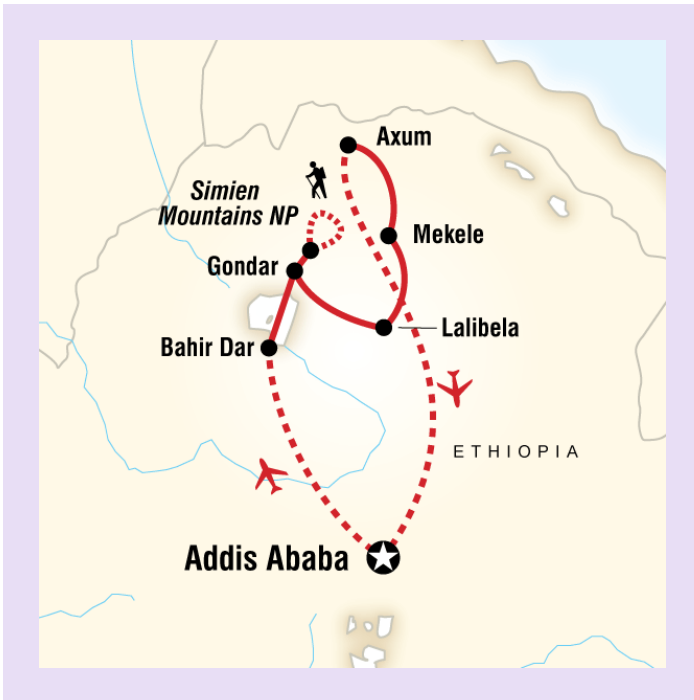 Axum
Simien
Mountains NP
Mekele
Gondar
Lalibela
Bahir Dar
ETHIOPIA
Addis Ababa